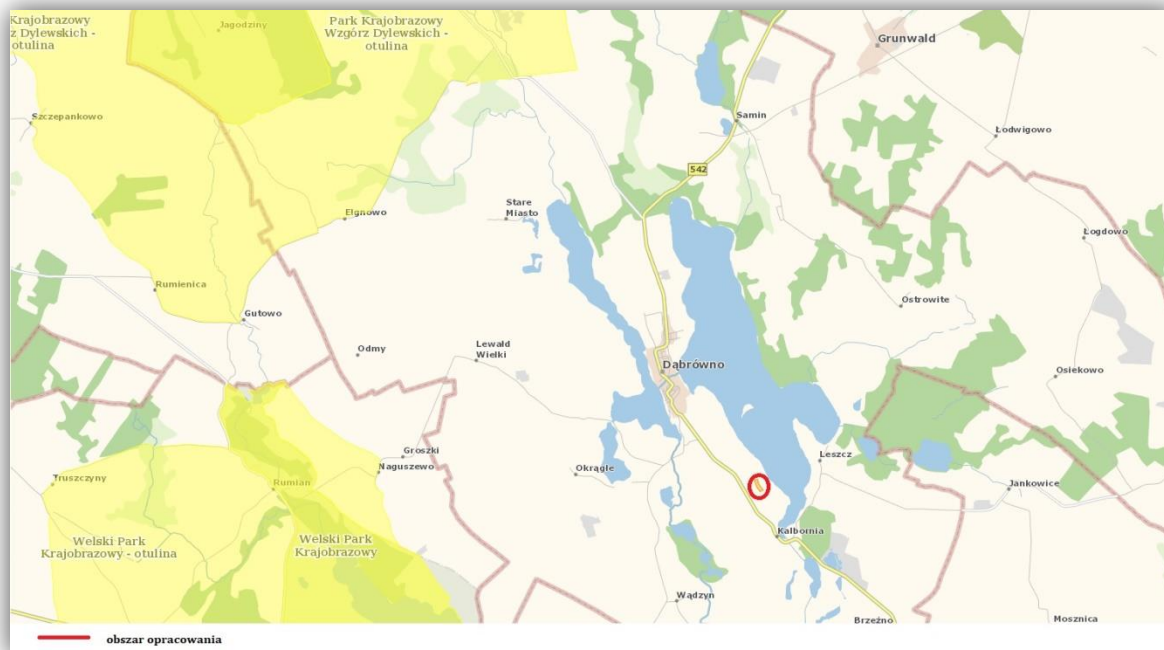 Krajobrazowy
z Dylewskich -
otulina
Jagodziny
Park Krajobrazowy
Wzgórz Dylewskich -
otulina
Grunwald
Szczepankowo
Samin
Łodwigowo
542
Elgnowo
Stare
Miasto
Łogdowo
Rumienica
Ostrowite
Gutowo
Odmy
Lewald
Wielki
Dąbrówno
Osiekowo
Groszki
Naguszewo
Leszcz
Okrągłe
Truszczyny
Rumian
Jankowice
Kalbornia
Welski Park
Krajobrazowy - otulina
Welski Park
Krajobrazowy
Wądzyn
Brzeźno
Mosznica
obszar opracowania